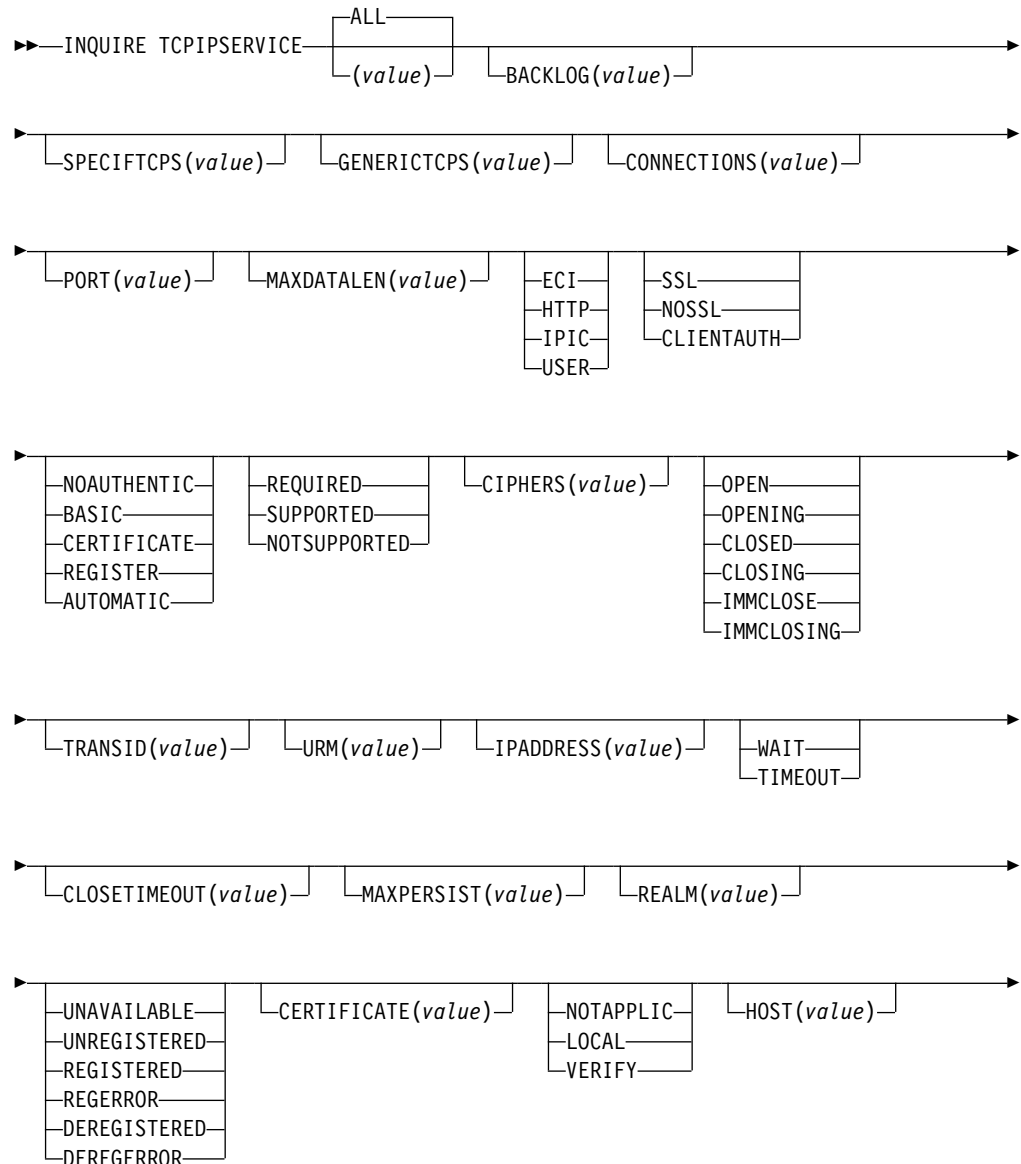 ALL
INQUIRE TCPIPSERVICE
(value)
BACKLOG(value)
SPECIFTCPS(value)
GENERICTCPS(value)
CONNECTIONS(value)
PORT(value)
MAXDATALEN(value)
ECI
HTTP
IPIC
USER
SSL
NOSSL
CLIENTAUTH
NOAUTHENTIC
BASIC
CERTIFICATE
REGISTER
AUTOMATIC
REQUIRED
SUPPORTED
NOTSUPPORTED
CIPHERS(value)
OPEN
OPENING
CLOSED
CLOSING
IMMCLOSE
IMMCLOSING
TRANSID(value)
URM(value)
IPADDRESS(value)
WAIT
TIMEOUT
CLOSETIMEOUT(value)
MAXPERSIST(value)
REALM(value)
UNAVAILABLE
UNREGISTERED
REGISTERED
REGERROR
DEREGISTERED
DEREGERROR
CERTIFICATE(value)
NOTAPPLIC
LOCAL
VERIFY
HOST(value)